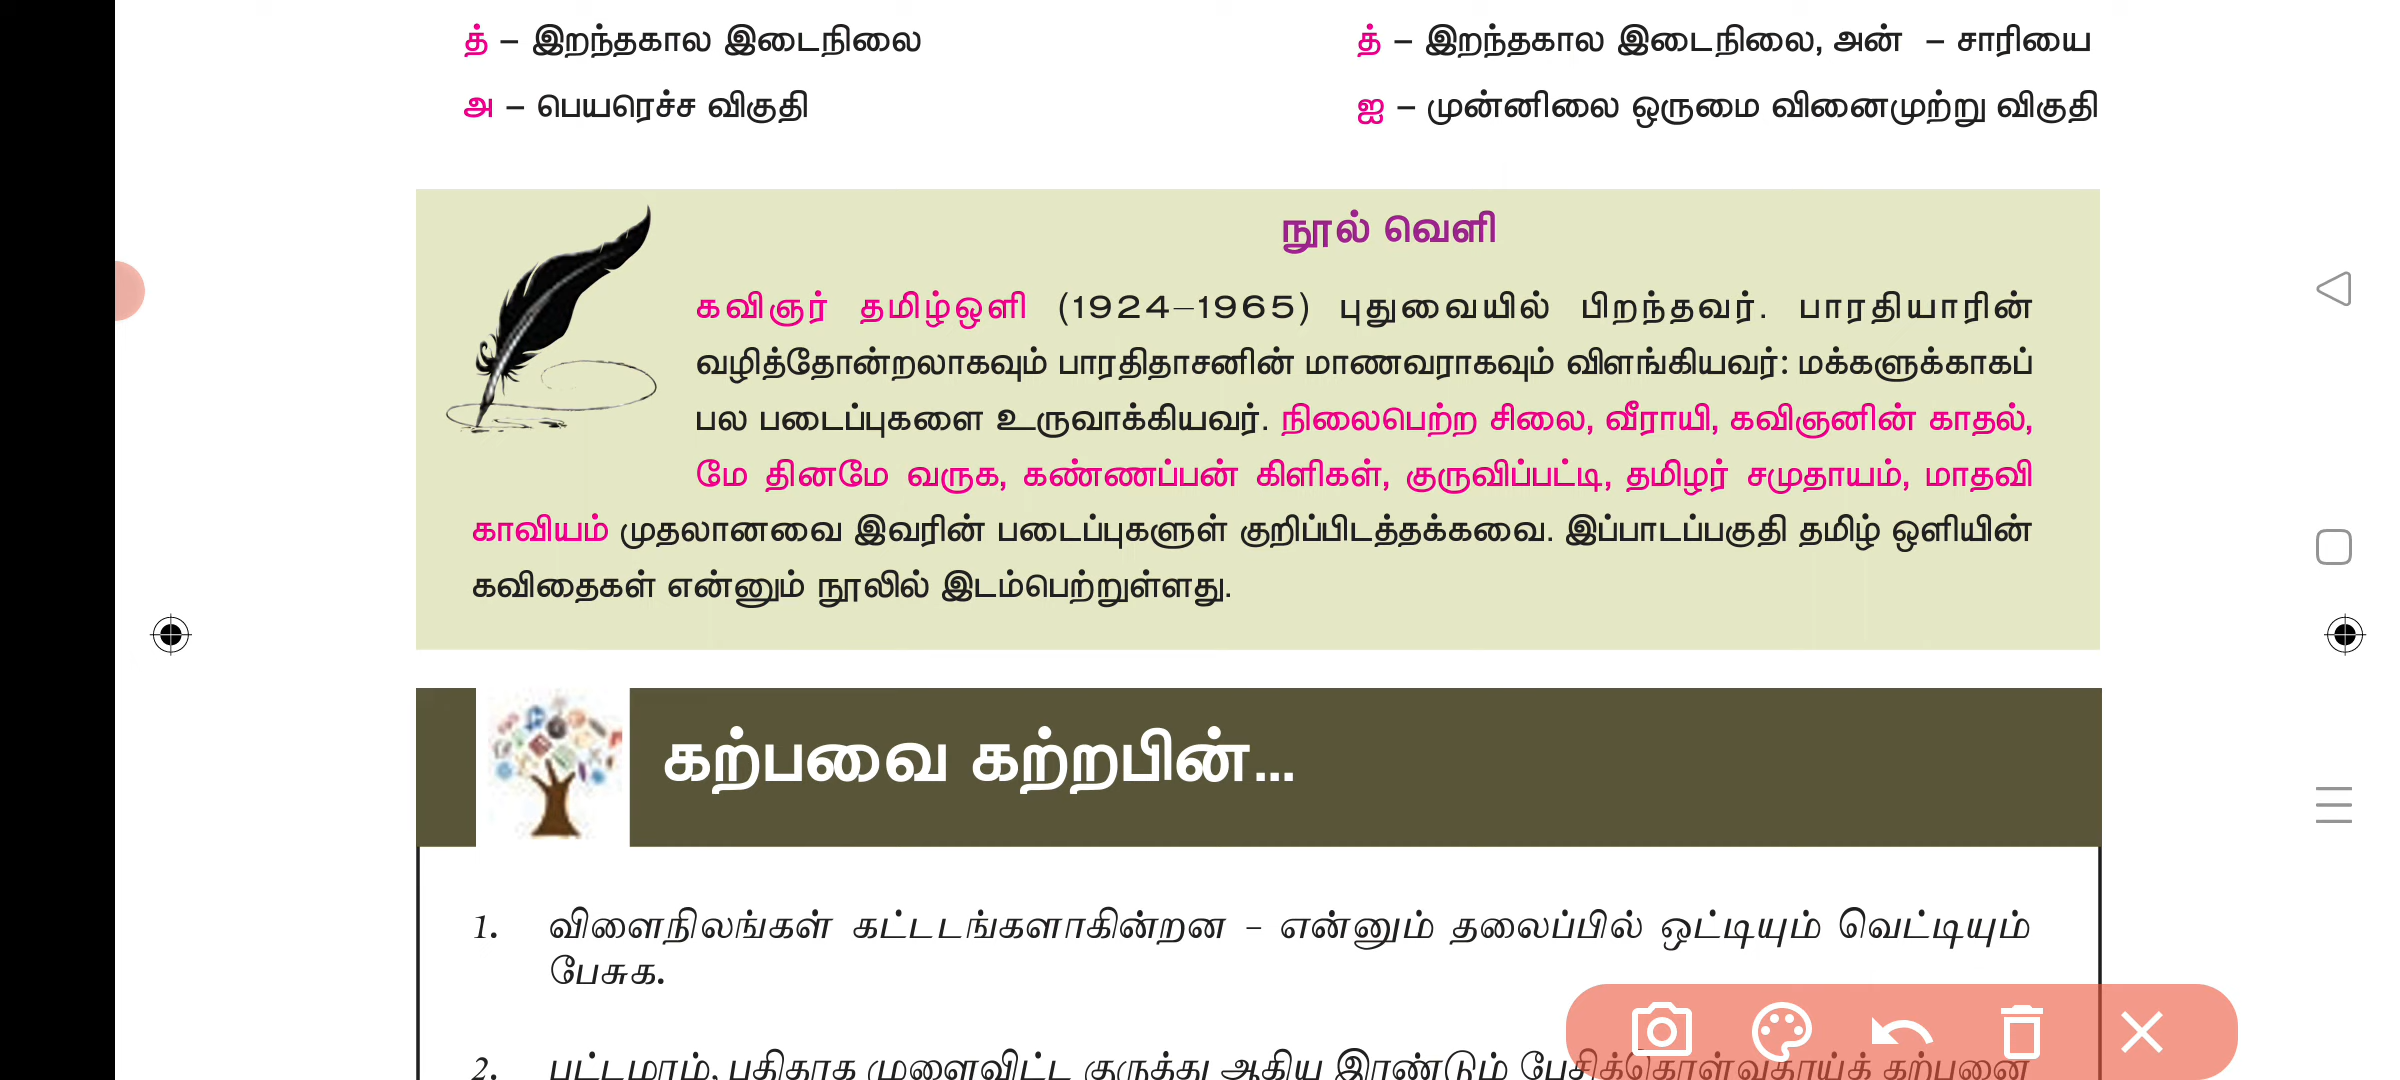 த் – இறந்தகால இடைநிலை
த் – இறந்தகால இடைநிலை, அன் – சாரியை
அ – பெயரெச்ச விகுதி
ஐ – முன்னிலை ஒருமை வினைமுற்று விகுதி
நூல் வெளி
கவிஞர் தமிழ்ஒளி (1924–1965) புதுவையில் பிறந்தவர். பாரதியாரின்
வழித்தோன்றலாகவும் பாரதிதாசனின் மாணவராகவும் விளங்கியவர்: மக்களுக்காகப்
பல படைப்புகளை உருவாக்கியவர். நிலைபெற்ற சிலை, வீராயி, கவிஞனின் காதல்,
மே தினமே வருக, கண்ணப்பன் கிளிகள், குருவிப்பட்டி, தமிழர் சமுதாயம், மாதவி
காவியம் முதலானவை இவரின் படைப்புகளுள் குறிப்பிடத்தக்கவை. இப்பாடப்பகுதி தமிழ் ஒளியின்
கவிதைகள் என்னும் நூலில் இடம்பெற்றுள்ளது.
கற்பவை கற்றபின்...
1. விளைநிலங்கள் கட்டடங்களாகின்றன – என்னும் தலைப்பில் ஒட்டியும் வெட்டியும்
பேசுக.
2. பட்டமரம், புதிதாக முளைவிட்ட குருத்து ஆகிய இரண்டும் பேசிக்கொள்வதாய்க் கற்பனை